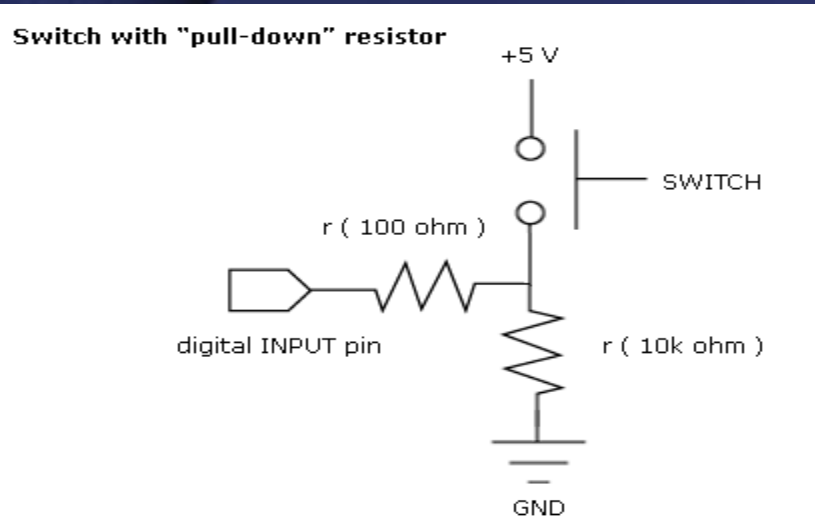 Switch with “pull-down” resistor
+5 V
SWITCH
r ( 100 ohm )
digital INPUT pin
r ( 10k ohm )
GND